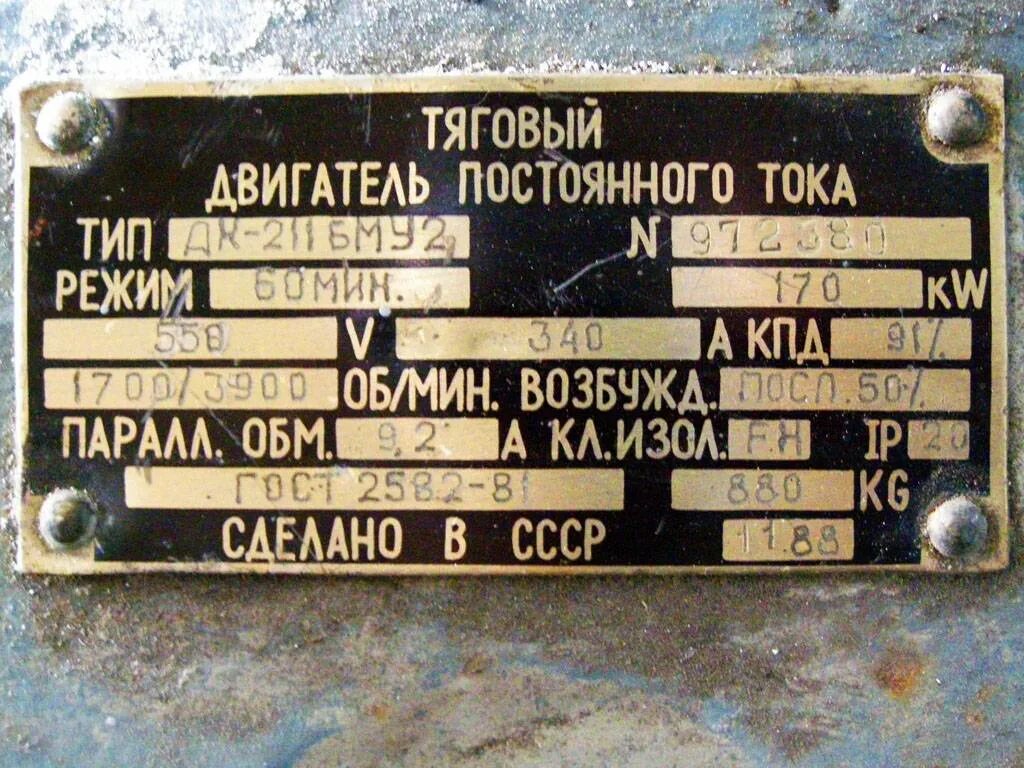 ТЯГОВЫЙ
ДВИГАТЕЛЬ ПОСТОЯННОГО ТОКА
ТИП ДК-211БМУ2 N 972380
РЕЖИМ 60МИН. 170 кW
550 V 340 А КПД 91%
1700/3900 ОБ/МИН. ВОЗБУЖД. ПОСЛ.50%
ПАРАЛЛ. ОБМ. 9,2 А КЛ.ИЗОЛ. F.H IP 20
ГОСТ 2582-81 880 KG
СДЕЛАНО В СССР 11.88